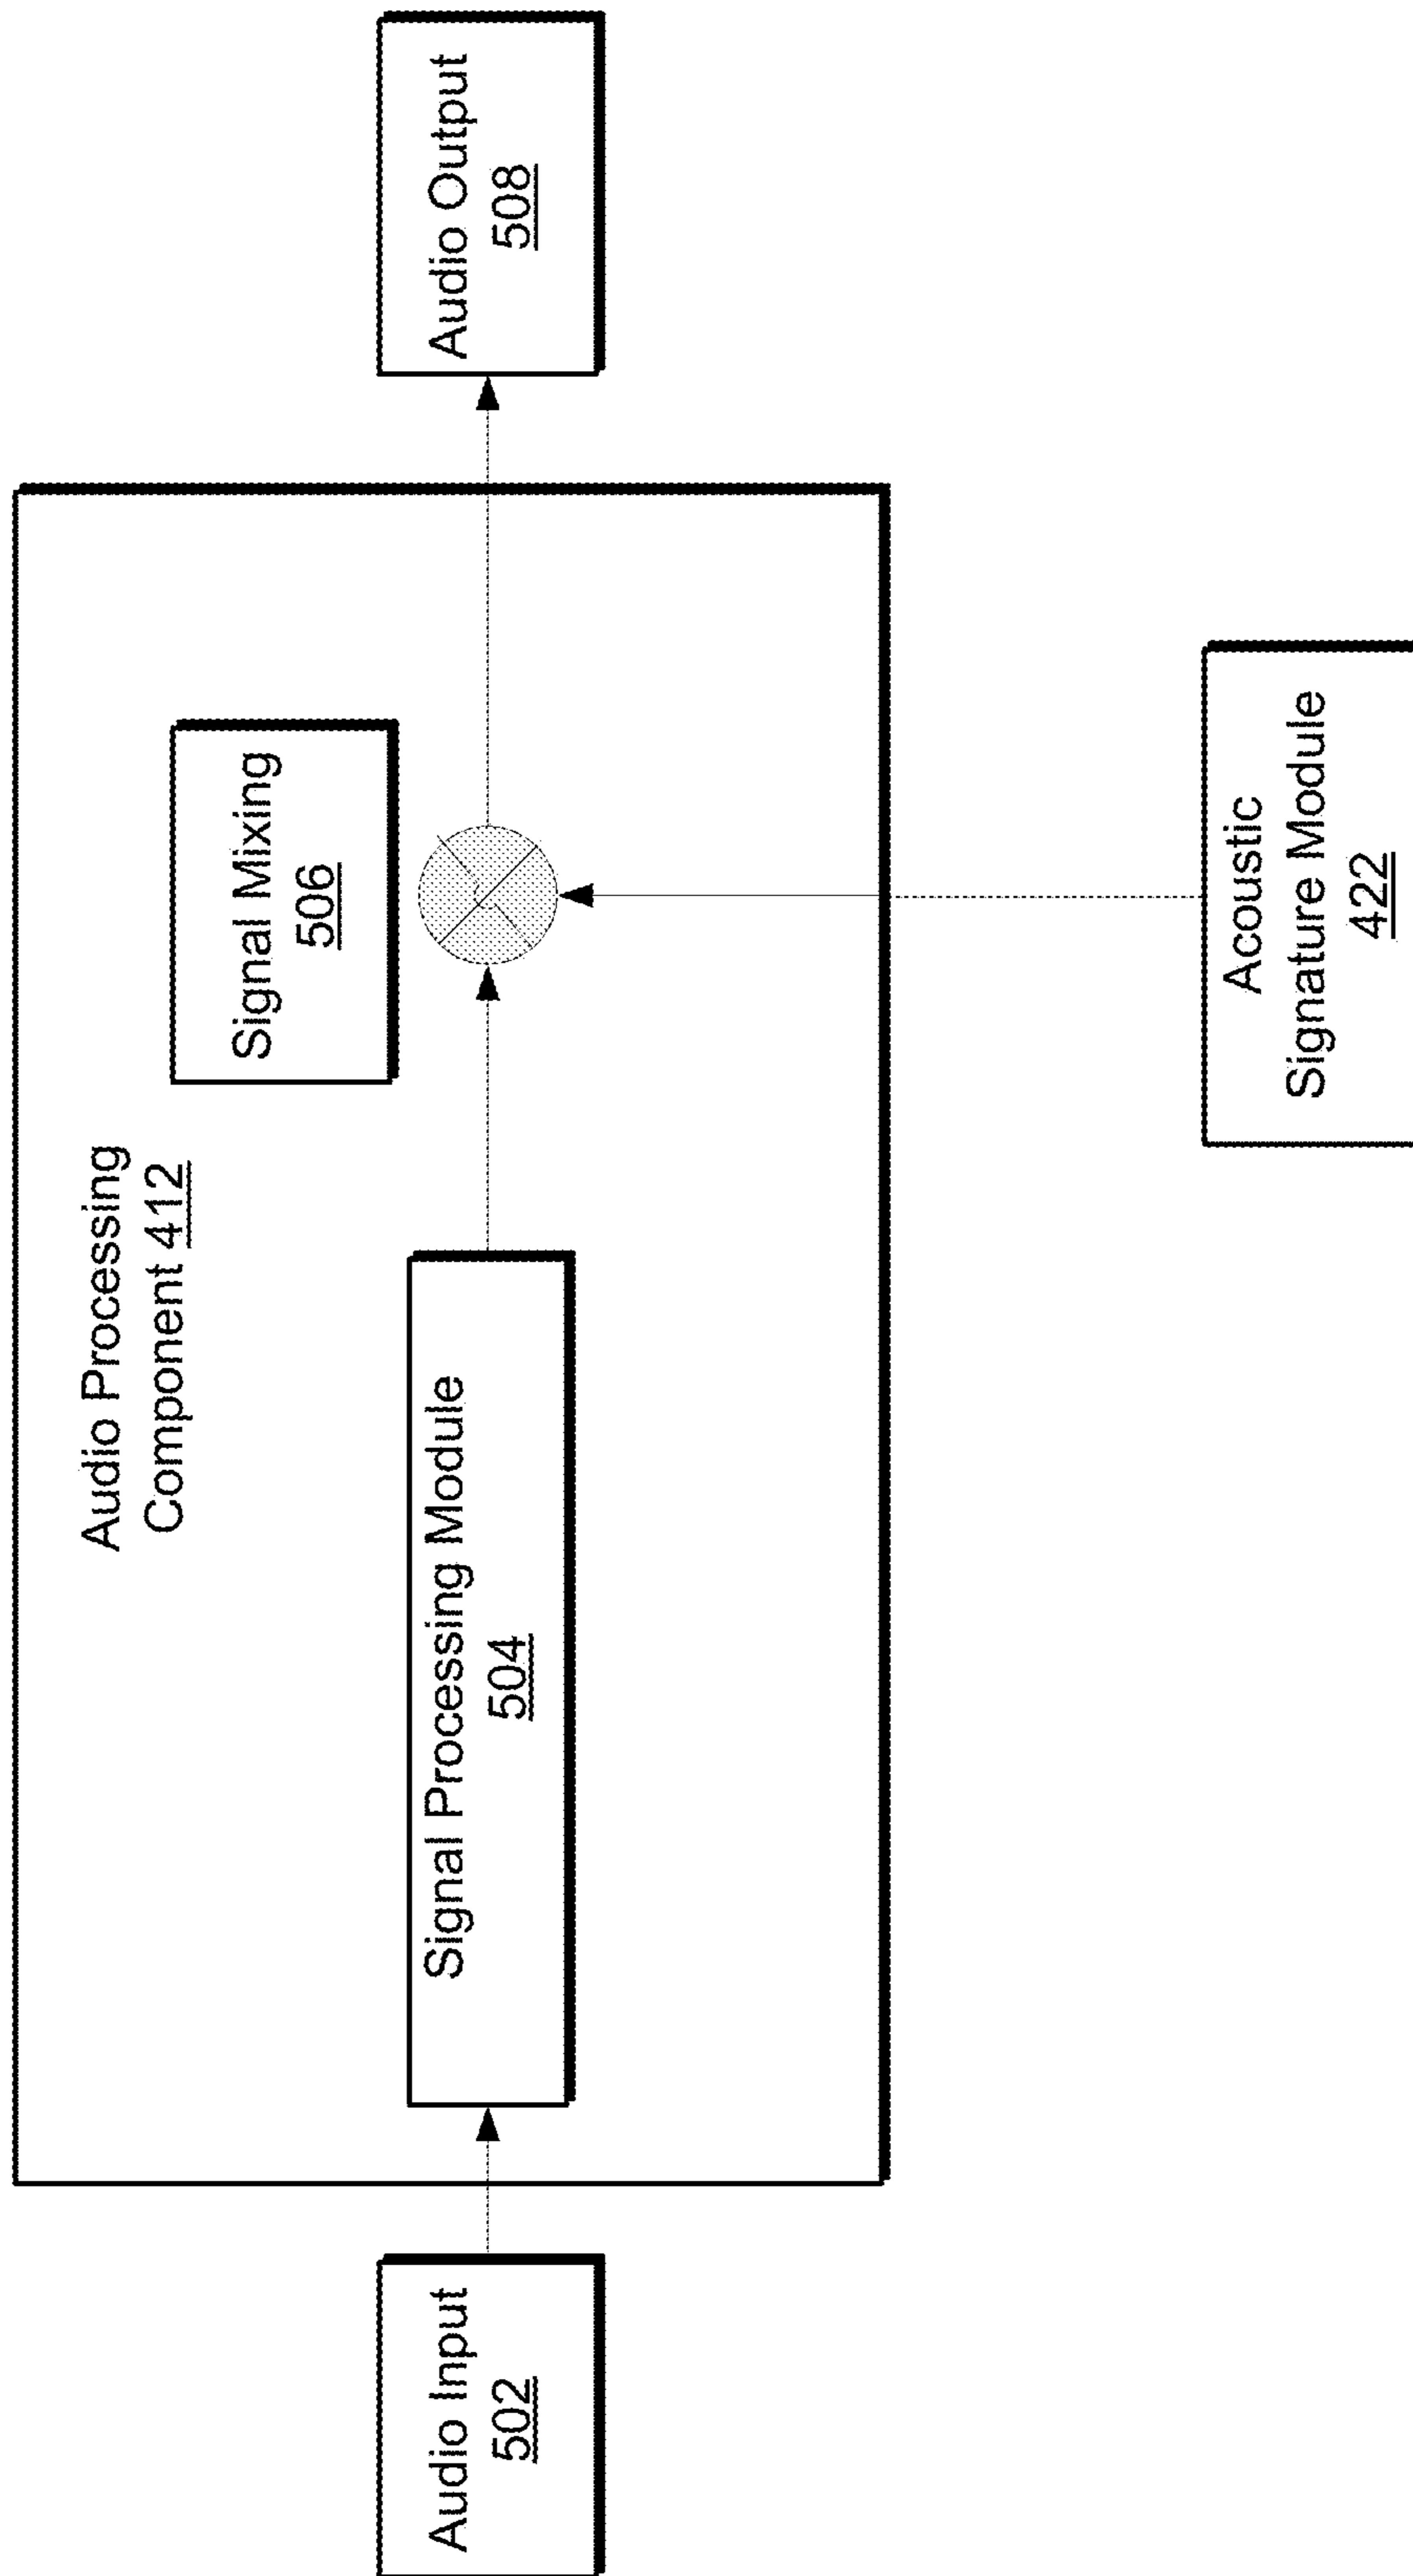 Audio Processing
Component 412
Audio Input
502
Signal Processing Module
504
Signal Mixing
506
Audio Output
508
Acoustic
Signature Module
422